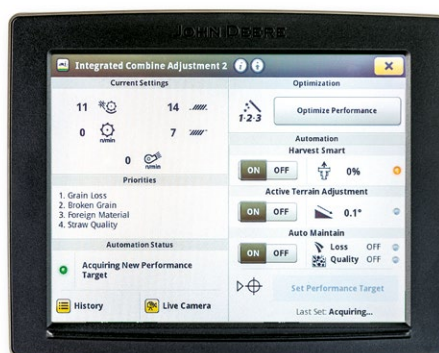 JOHN DEERE
Integrated Combine Adjustment 2
Current Settings
11
14
0
n/min
7
0
n/min
Priorities
1. Grain Loss
2. Broken Grain
3. Foreign Material
4. Straw Quality
Automation Status
Acquiring New Performance
Target
History
Live Camera
Optimization
1·2·3
Optimize Performance
Automation
Harvest Smart
ON OFF
0%
Active Terrain Adjustment
ON OFF
0.1°
Auto Maintain
ON OFF
Loss OFF
Quality OFF
Set Performance Target
Last Set: Acquiring...